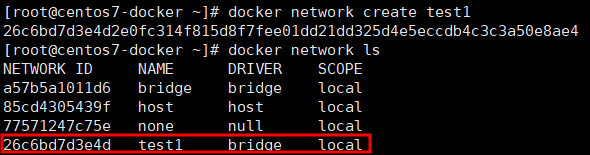 [root@centos7-docker ~]# docker network create test1
26c6bd7d3e4d2e0fc314f815d8f7fee01dd21dd325d4e5eccdb4c3c3a50e8ae4
[root@centos7-docker ~]# docker network ls
NETWORK ID     NAME      DRIVER    SCOPE
a57b5a1011d6   bridge    bridge    local
85cd4305439f   host      host      local
77571247c75e   none      null      local
26c6bd7d3e4d   test1     bridge    local